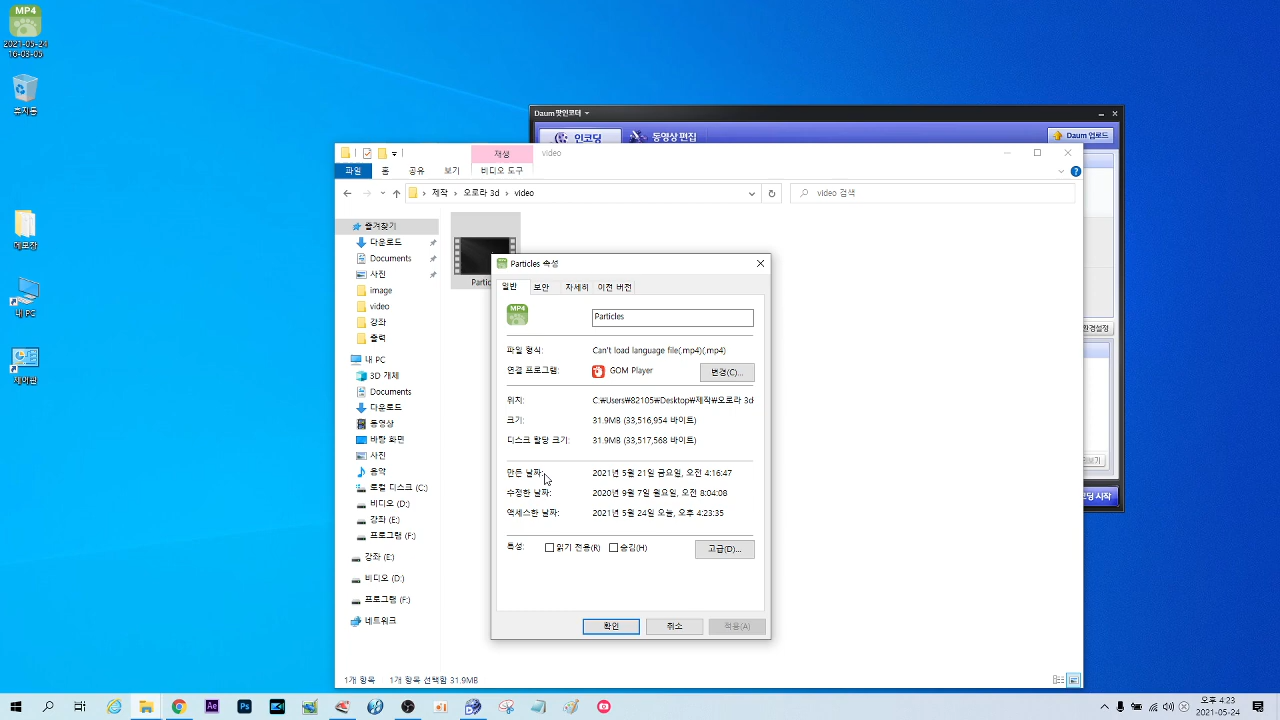 MP4
2021-05-24
16-03-05
휴지통
메모장
내 PC
제어판
Daum 팟인코더
인코딩
동영상 편집
Daum 업로드
환경설정
재생
video
파일
홈
공유
보기
비디오 도구
제작 > 오로라 3d > video
video 검색
즐겨찾기
다운로드
Documents
사진
image
video
강좌
출력
내 PC
3D 개체
Documents
다운로드
동영상
바탕 화면
사진
음악
로컬 디스크 (C:)
비디오 (D:)
강좌 (E:)
프로그램 (F:)
강좌 (E:)
비디오 (D:)
프로그램 (F:)
네트워크
Partic
Particles 속성
일반
보안
자세히
이전 버전
MP4
Particles
파일 형식:
Can't load language file(.mp4)(.mp4)
연결 프로그램:
GOM Player
변경(C)...
위치:
C:₩Users₩82105₩Desktop₩제작₩오로라 3d
크기:
31.9MB (33,516,954 바이트)
디스크 할당 크기:
31.9MB (33,517,568 바이트)
만든 날짜:
2021년 5월 21일 금요일, 오전 4:16:47
수정한 날짜:
2020년 9월 7일 월요일, 오전 8:04:08
액세스한 날짜:
2021년 5월 24일 오늘, 오후 4:23:35
특성:
읽기 전용(R)
숨김(H)
고급(D)...
확인
취소
적용(A)
1개 항목
1개 항목 선택함 31.9MB
Ae
Ps
오후 4:23
2021-05-24